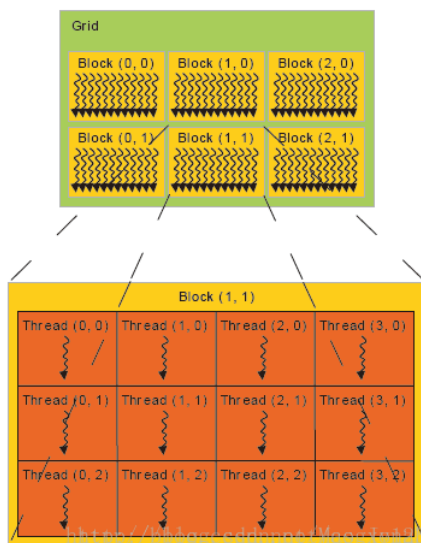 Grid
Block (0, 0) Block (1, 0) Block (2, 0)
Block (0, 1) Block (1, 1) Block (2, 1)
Block (1, 1)
Thread (0, 0) Thread (1, 0) Thread (2, 0) Thread (3, 0)
Thread (0, 1) Thread (1, 1) Thread (2, 1) Thread (3, 1)
Thread (0, 2) Thread (1, 2) Thread (2, 2) Thread (3, 2)